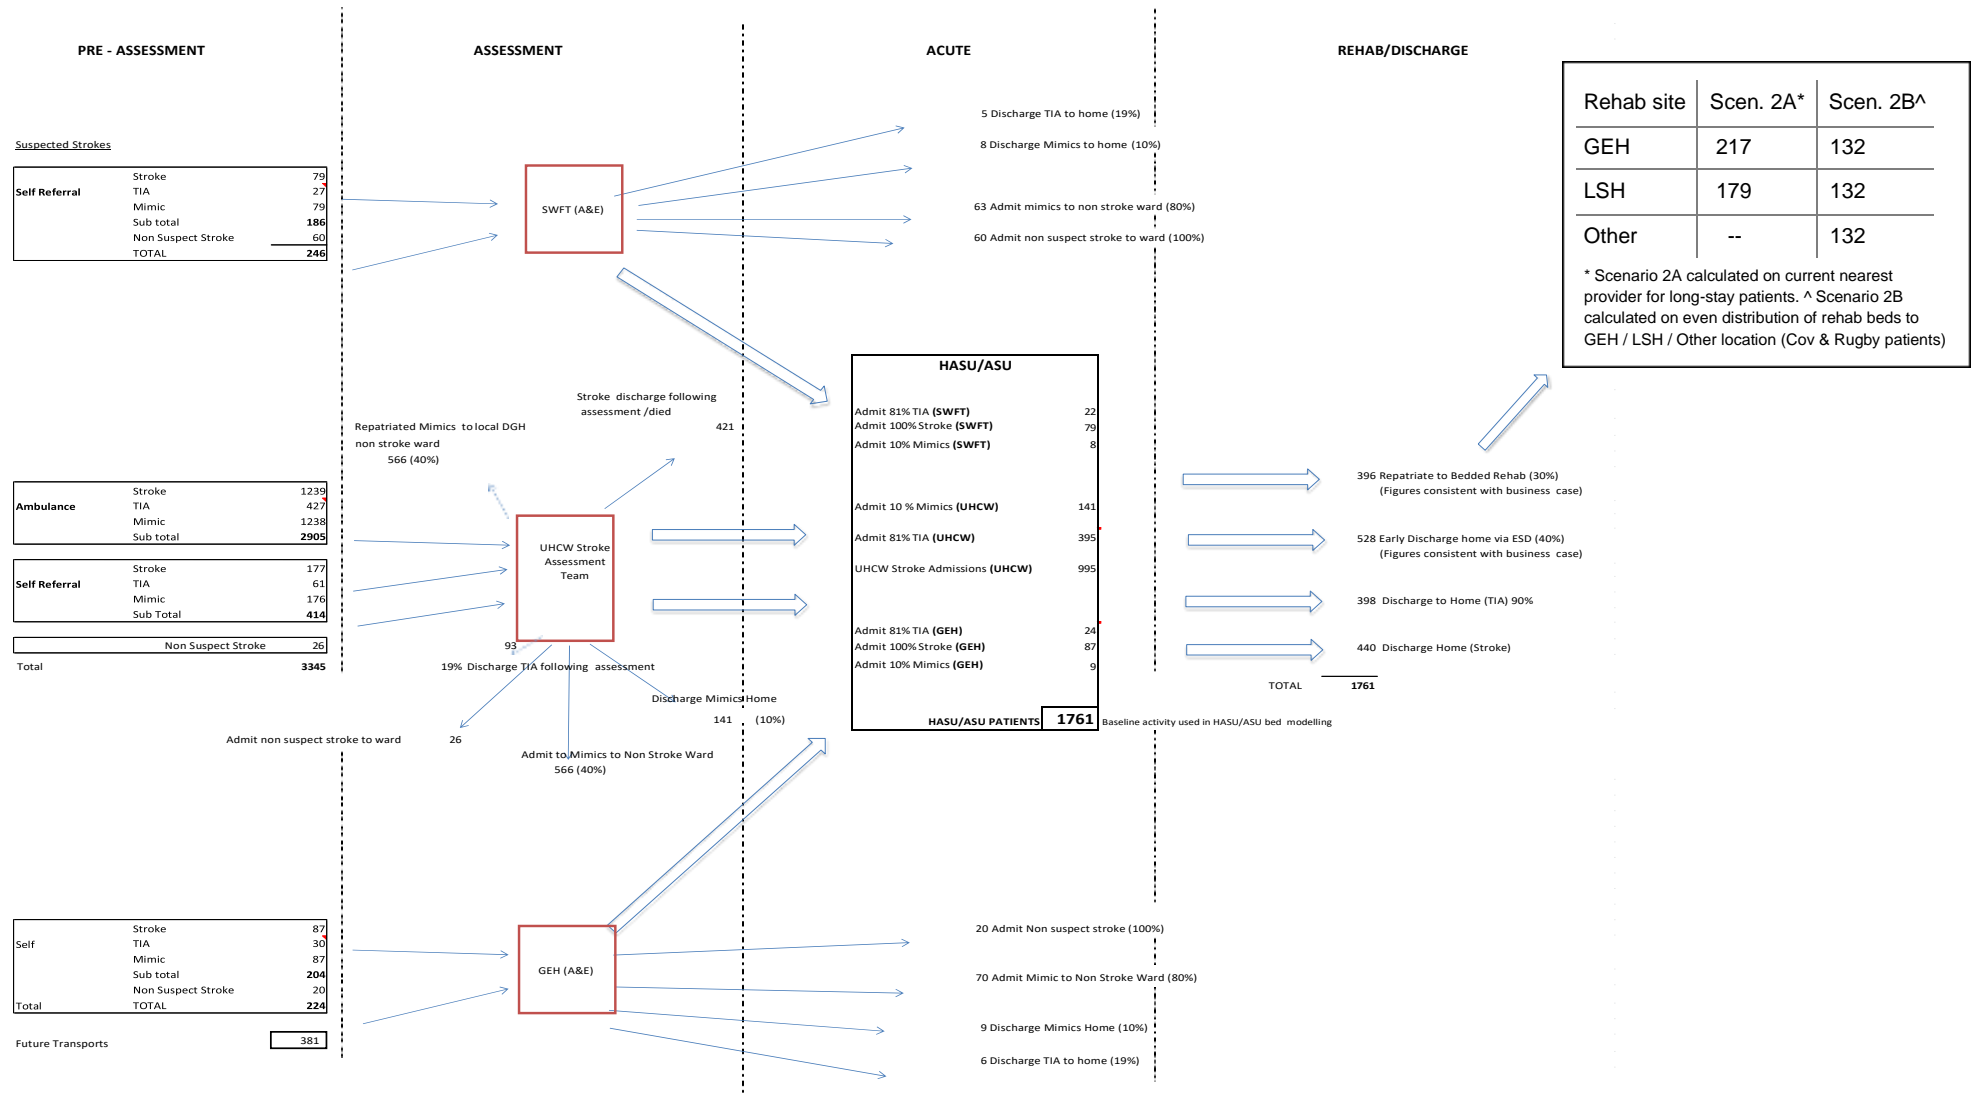 PRE - ASSESSMENT
ASSESSMENT
ACUTE
REHAB/DISCHARGE
Suspected Strokes
Stroke 79
Self Referral TIA 27
Mimic 79
Sub total 186
Non Suspect Stroke 60
TOTAL 246
SWFT (A&E)
5 Discharge TIA to home (19%)
8 Discharge Mimics to home (10%)
63 Admit mimics to non stroke ward (80%)
60 Admit non suspect stroke to ward (100%)
Rehab site Scen. 2A* Scen. 2B^
GEH 217 132
LSH 179 132
Other -- 132
* Scenario 2A calculated on current nearest
provider for long-stay patients. ^ Scenario 2B
calculated on even distribution of rehab beds to
GEH / LSH / Other location (Cov & Rugby patients)
Stroke discharge following
assessment /died
421
Repatriated Mimics to local DGH
non stroke ward
566 (40%)
Stroke 1239
Ambulance TIA 427
Mimic 1238
Sub total 2905
Stroke 177
Self Referral TIA 61
Mimic 176
Sub Total 414
Non Suspect Stroke 26
Total 3345
UHCW Stroke
Assessment
Team
93
19% Discharge TIA following assessment
Discharge Mimics Home
141 (10%)
Admit non suspect stroke to ward 26
Admit to Mimics to Non Stroke Ward
566 (40%)
HASU/ASU
Admit 81% TIA (SWFT) 22
Admit 100% Stroke (SWFT) 79
Admit 10% Mimics (SWFT) 8
Admit 10 % Mimics (UHCW) 141
Admit 81% TIA (UHCW) 395
UHCW Stroke Admissions (UHCW) 995
Admit 81% TIA (GEH) 24
Admit 100% Stroke (GEH) 87
Admit 10% Mimics (GEH) 9
HASU/ASU PATIENTS 1761
Baseline activity used in HASU/ASU bed modelling
396 Repatriate to Bedded Rehab (30%)
(Figures consistent with business case)
528 Early Discharge home via ESD (40%)
(Figures consistent with business case)
398 Discharge to Home (TIA) 90%
440 Discharge Home (Stroke)
TOTAL 1761
Stroke 87
Self TIA 30
Mimic 87
Sub total 204
Non Suspect Stroke 20
Total TOTAL 224
Future Transports 381
GEH (A&E)
20 Admit Non suspect stroke (100%)
70 Admit Mimic to Non Stroke Ward (80%)
9 Discharge Mimics Home (10%)
6 Discharge TIA to home (19%)